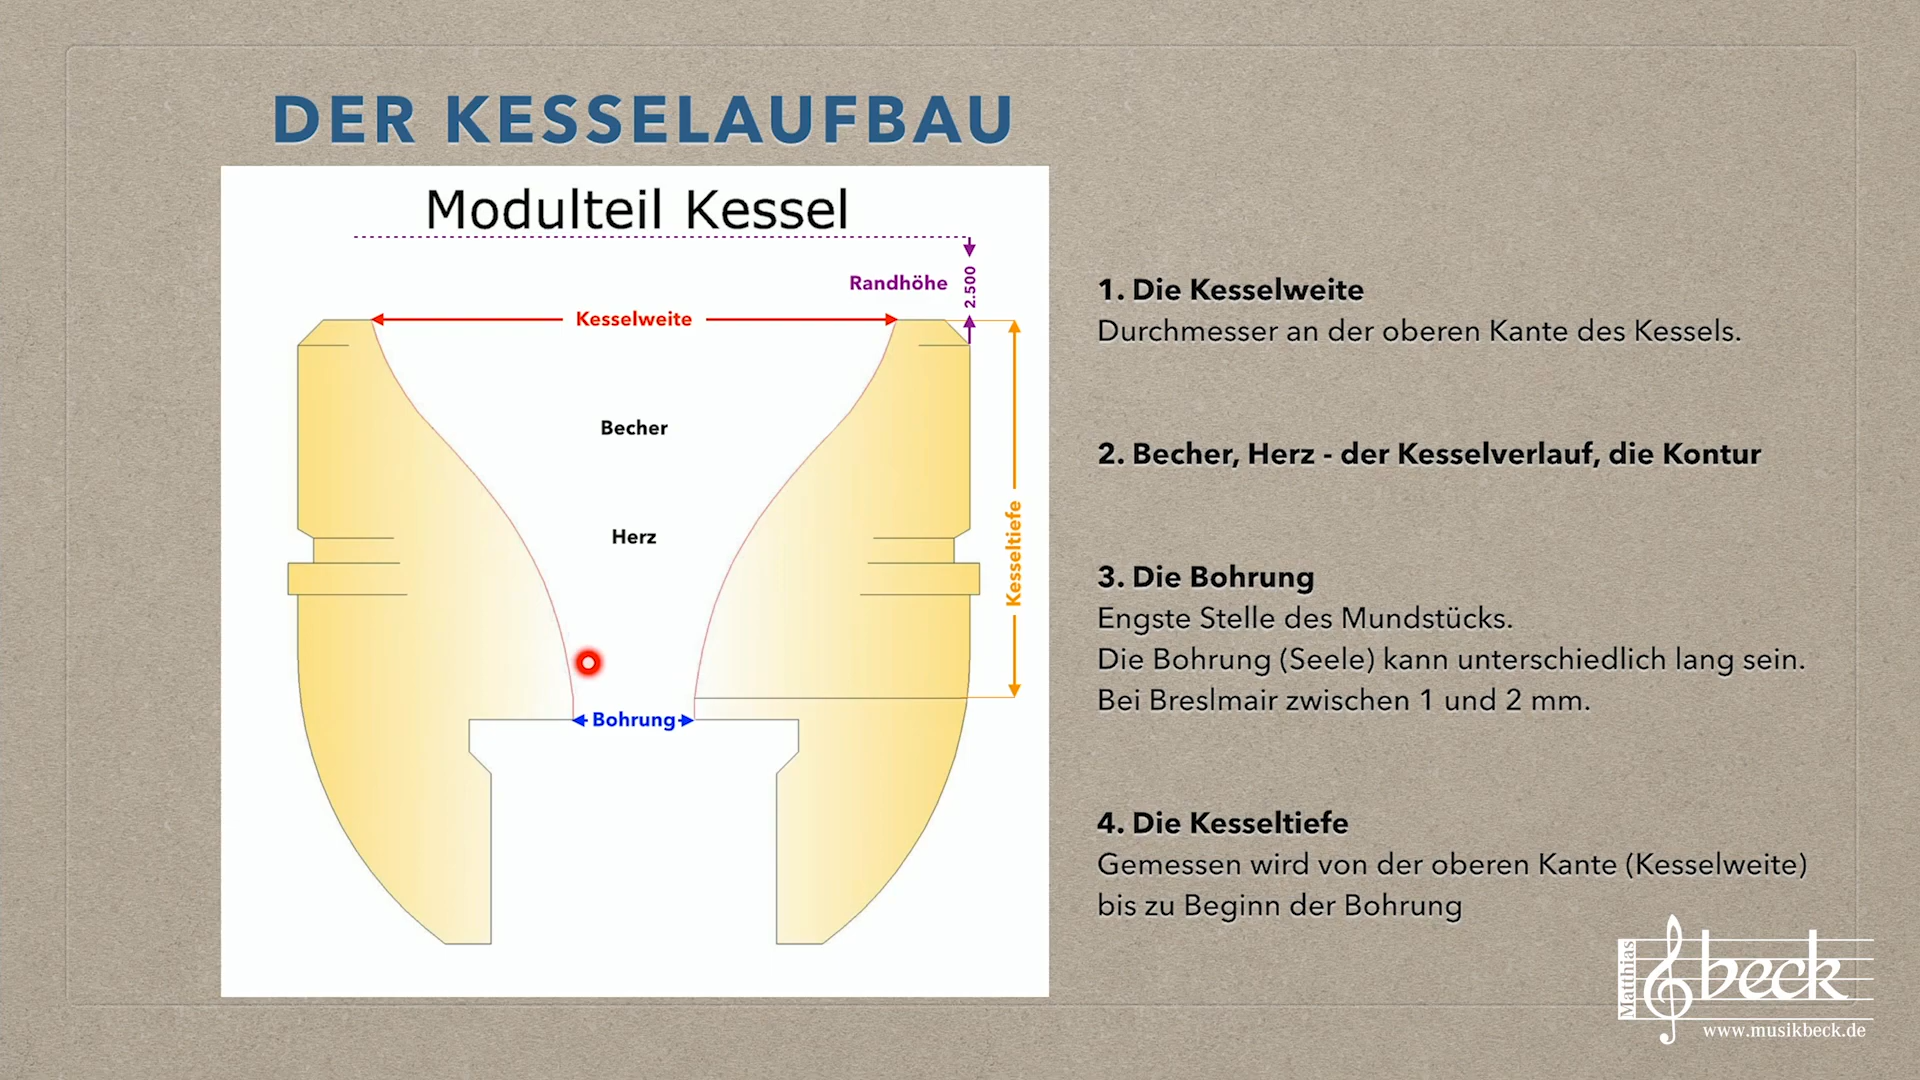 DER KESSELAUFBAU
Modulteil Kessel
Randhöhe
2.500
Kesselweite
Becher
Herz
Kesseltiefe
Bohrung
1. Die Kesselweite
Durchmesser an der oberen Kante des Kessels.
2. Becher, Herz - der Kesselverlauf, die Kontur
3. Die Bohrung
Engste Stelle des Mundstücks.
Die Bohrung (Seele) kann unterschiedlich lang sein.
Bei Breslmair zwischen 1 und 2 mm.
4. Die Kesseltiefe
Gemessen wird von der oberen Kante (Kesselweite)
bis zu Beginn der Bohrung
Matthias
beck
www.musikbeck.de